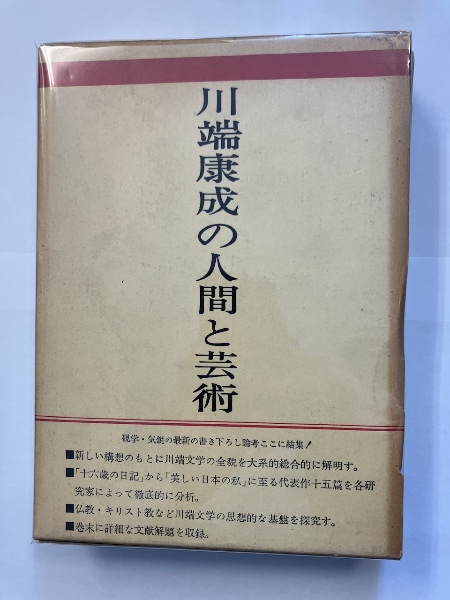 川端康成の人間と芸術
碩学・気鋭の最新の書き下ろし論考ここに結集!
■新しい構想のもとに川端文学の全貌を大系的総合的に解明す。
■「十六歳の日記」から「美しい日本の私」に至る代表作十五篇を各研
究家によって徹底的に分析。
■仏教・キリスト教など川端文学の思想的な基盤を探究す。
■巻末に詳細な文献解題を収録。